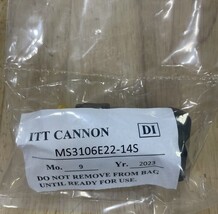 ITT CANNON DI
MS3106E22-14S
Mo. 9 Yr. 2023
DO NOT REMOVE FROM BAG
UNTIL READY FOR USE.